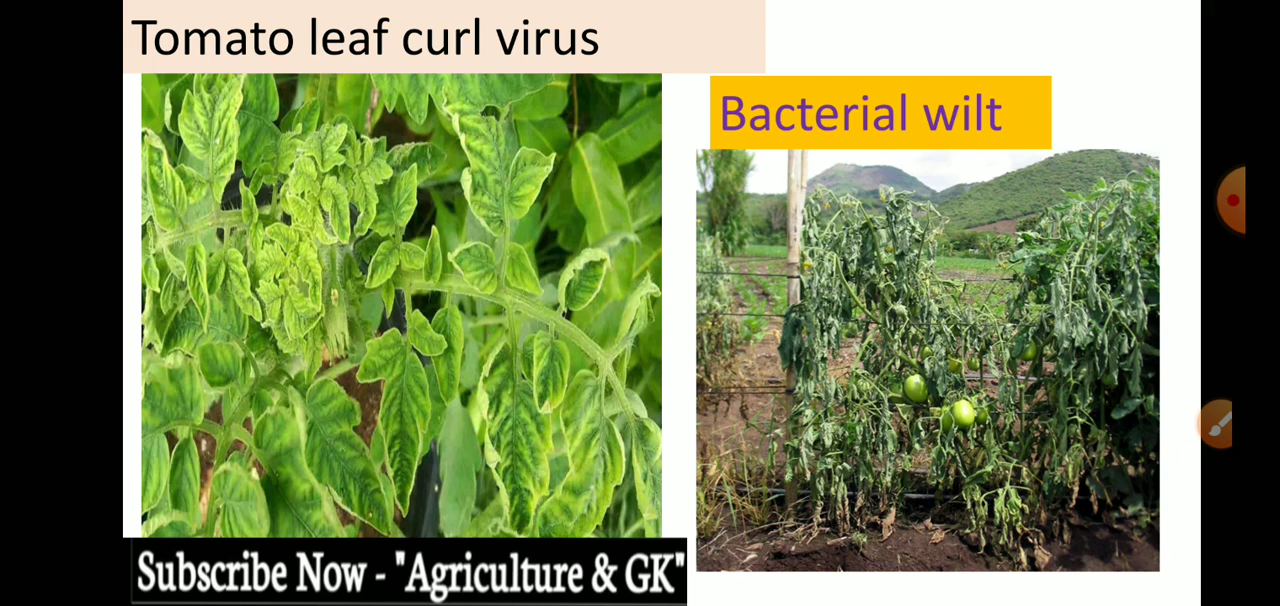 Tomato leaf curl virus
Bacterial wilt
Subscribe Now - "Agriculture & GK"